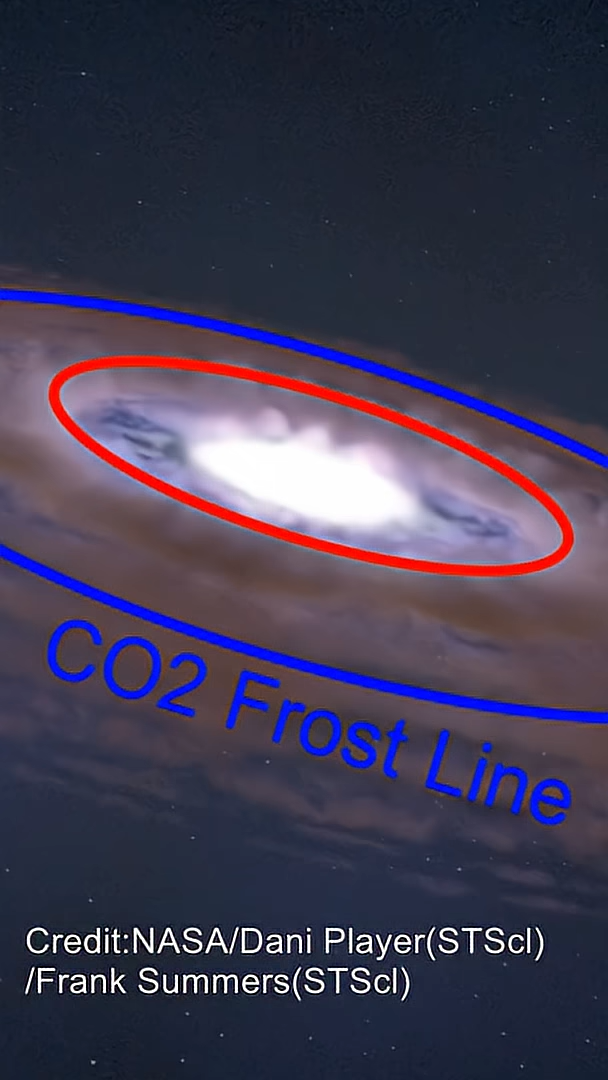 CO2 Frost Line
Credit:NASA/Dani Player(STScl)
/Frank Summers(STScl)